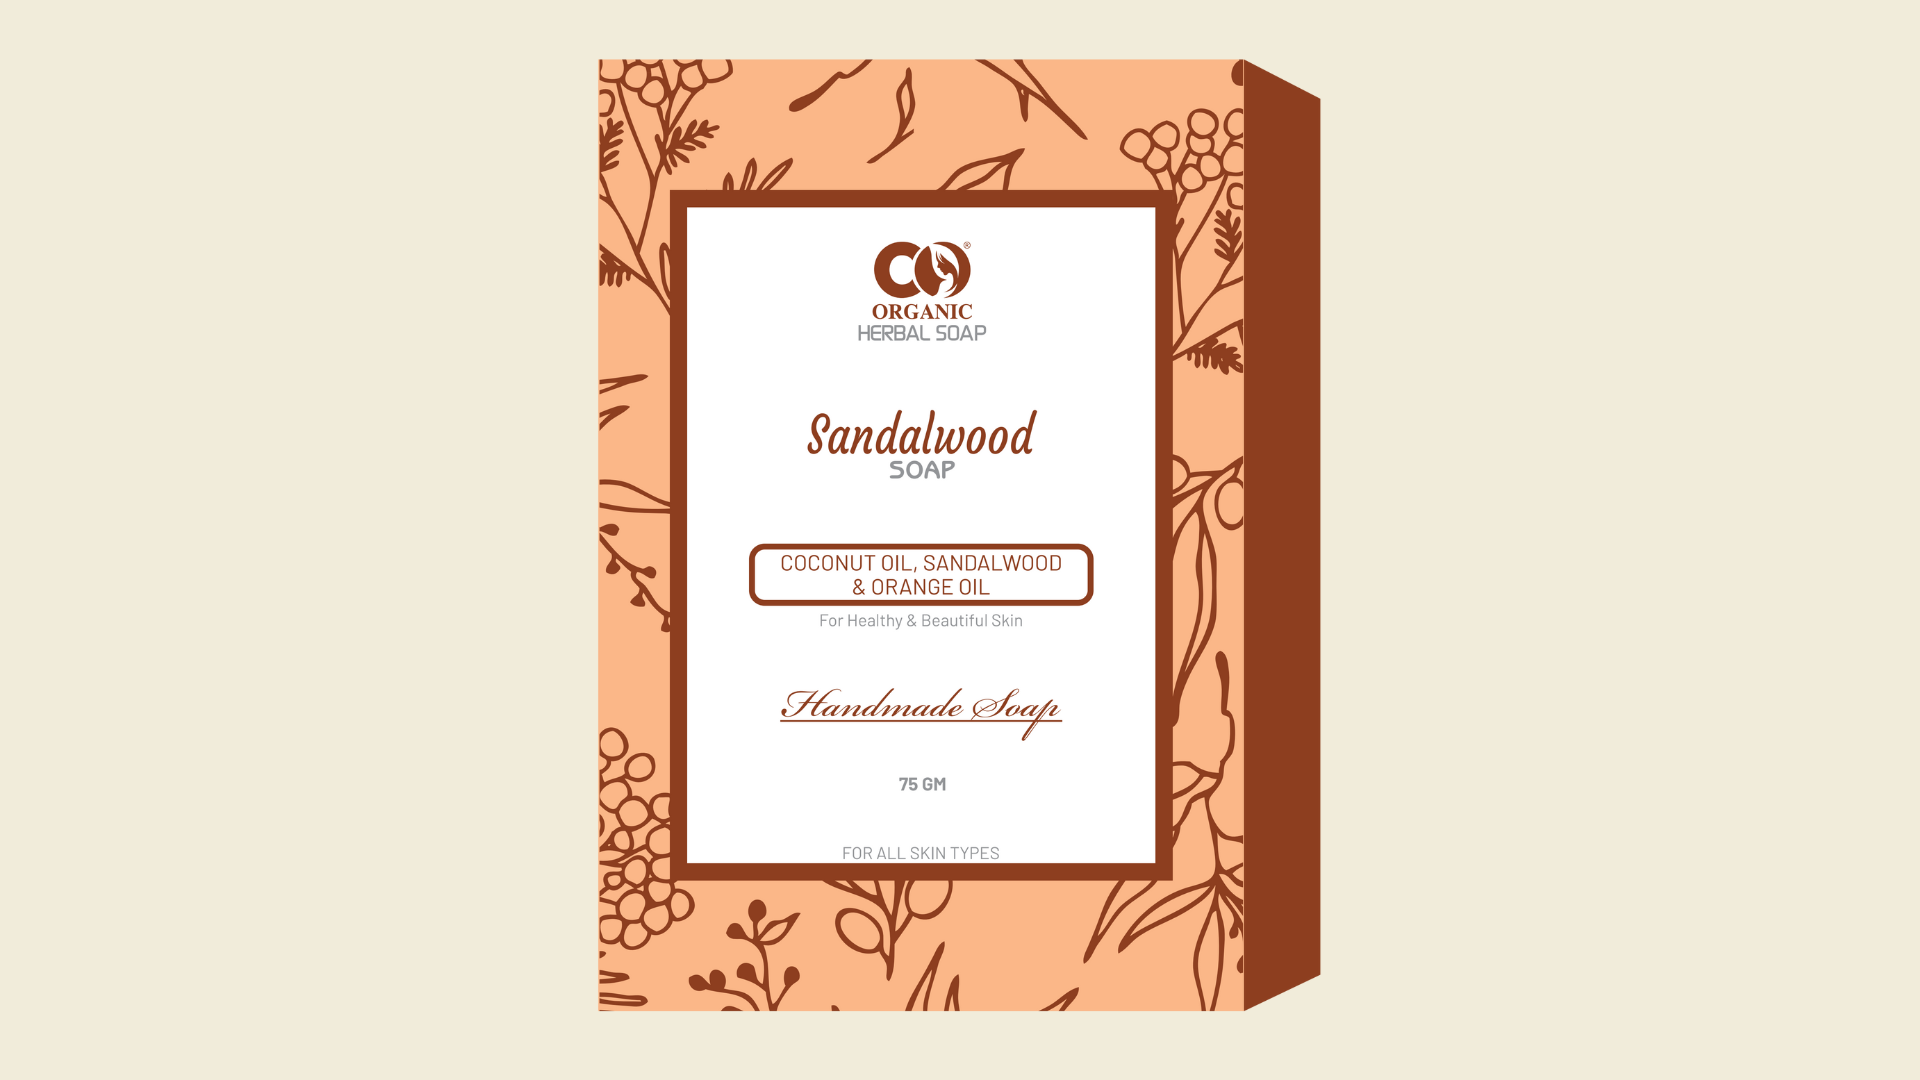 CO®
ORGANIC
HERBAL SOAP
Sandalwood
SOAP
COCONUT OIL, SANDALWOOD
& ORANGE OIL
For Healthy & Beautiful Skin
Handmade Soap
75 GM
FOR ALL SKIN TYPES